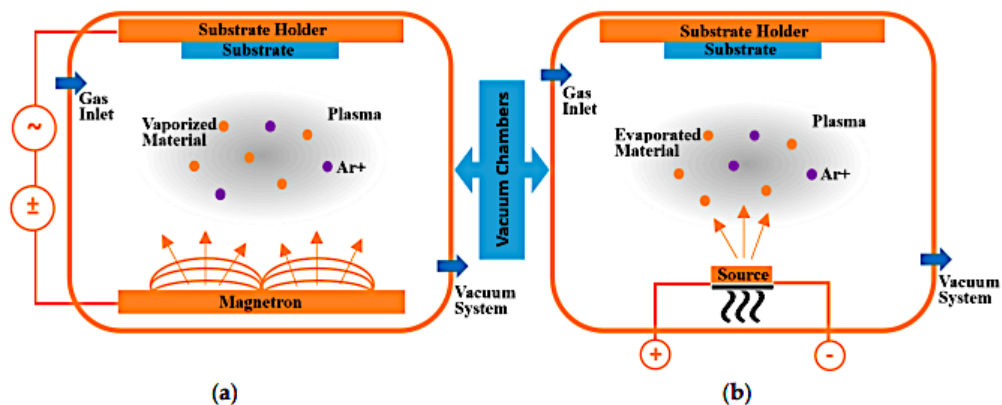 Substrate Holder
Substrate
Gas
Inlet
Vaporized
Material
Plasma
Ar+
~
±
Magnetron
Vacuum
System
(a)
Vacuum Chambers
Substrate Holder
Substrate
Gas
Inlet
Evaporated
Material
Plasma
Ar+
Source
Vacuum
System
+
-
(b)